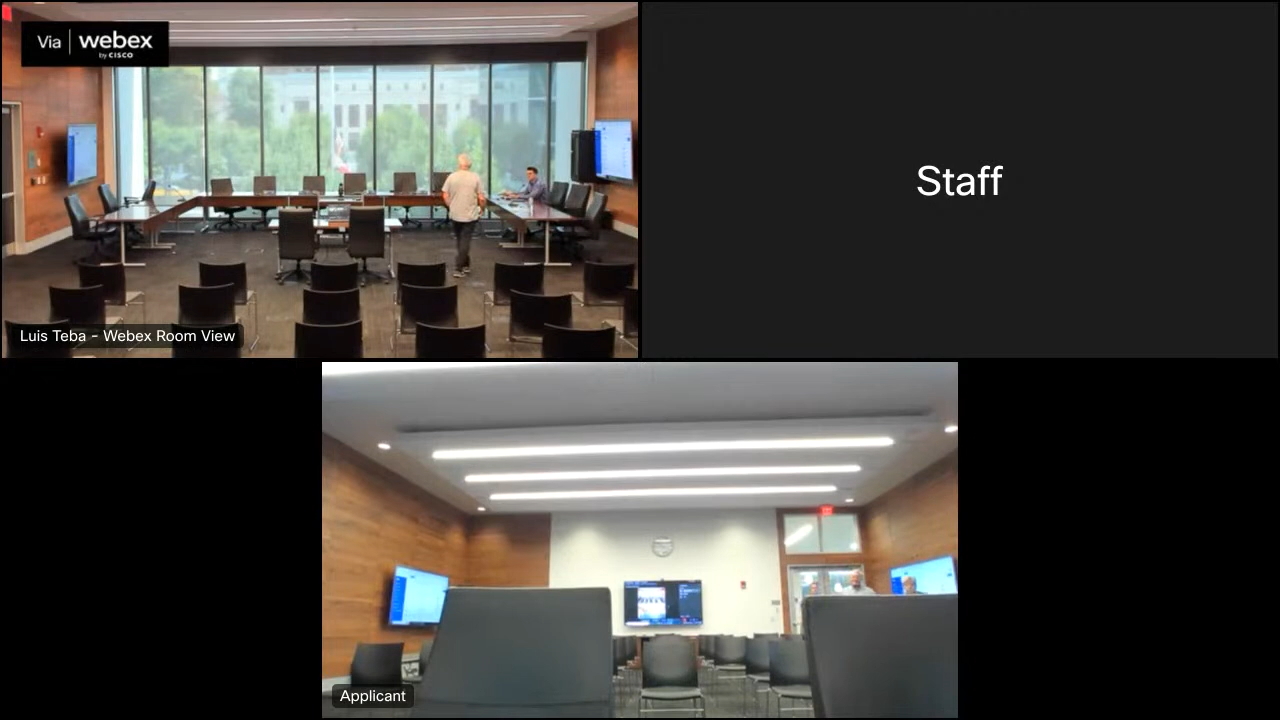 Via webex
by CISCO
Luis Teba - Webex Room View
Staff
Applicant